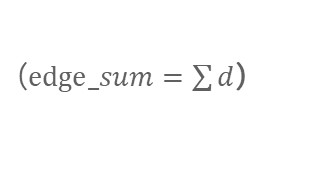 (edge_sum = ∑ d)